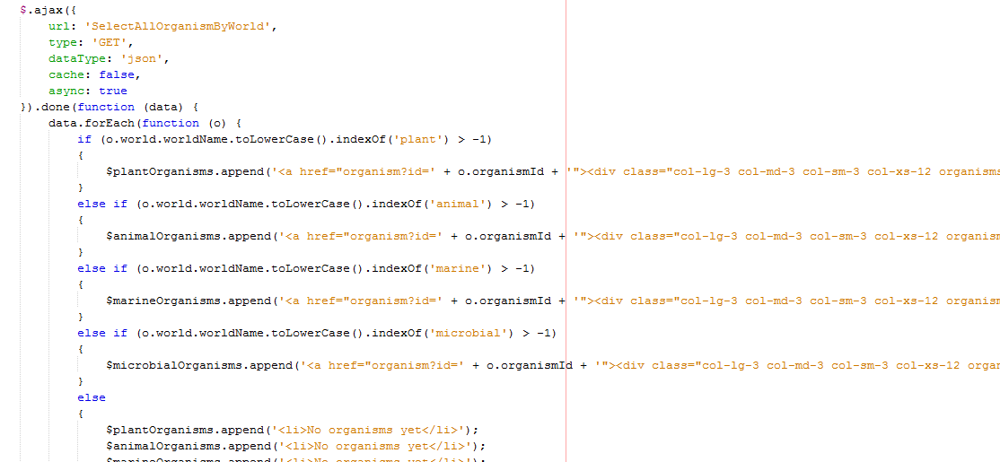 $.ajax({
url: 'SelectAllOrganismByWorld',
type: 'GET',
dataType: 'json',
cache: false,
async: true
}).done(function (data) {
data.forEach(function (o) {
if (o.world.worldName.toLowerCase().indexOf('plant') > -1)
{
$plantOrganisms.append('<a href="organism?id=' + o.organismId + '"><div class="col-lg-3 col-md-3 col-sm-3 col-xs-12 organisms
}
else if (o.world.worldName.toLowerCase().indexOf('animal') > -1)
{
$animalOrganisms.append('<a href="organism?id=' + o.organismId + '"><div class="col-lg-3 col-md-3 col-sm-3 col-xs-12 organism
}
else if (o.world.worldName.toLowerCase().indexOf('marine') > -1)
{
$marineOrganisms.append('<a href="organism?id=' + o.organismId + '"><div class="col-lg-3 col-md-3 col-sm-3 col-xs-12 organism
}
else if (o.world.worldName.toLowerCase().indexOf('microbial') > -1)
{
$microbialOrganisms.append('<a href="organism?id=' + o.organismId + '"><div class="col-lg-3 col-md-3 col-sm-3 col-xs-12 organ
}
else
{
$plantOrganisms.append('<li>No organisms yet</li>');
$animalOrganisms.append('<li>No organisms yet</li>');
$marineOrganisms.append('<li>No organisms yet</li>');